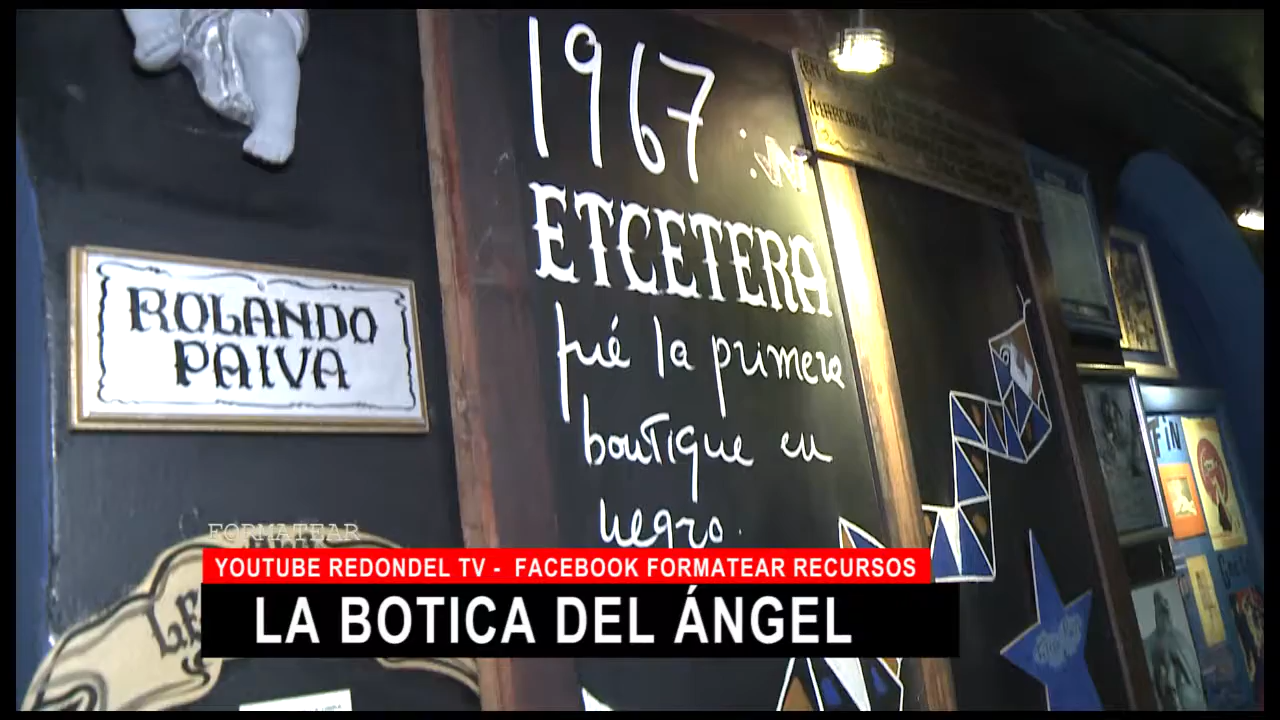 1967
ETCETERA
fué la primera
boutique en
negro.
ROLANDO
PAIVA
FORMATEAR
YOUTUBE REDONDEL TV - FACEBOOK FORMATEAR RECURSOS
LA BOTICA DEL ÁNGEL
FIN